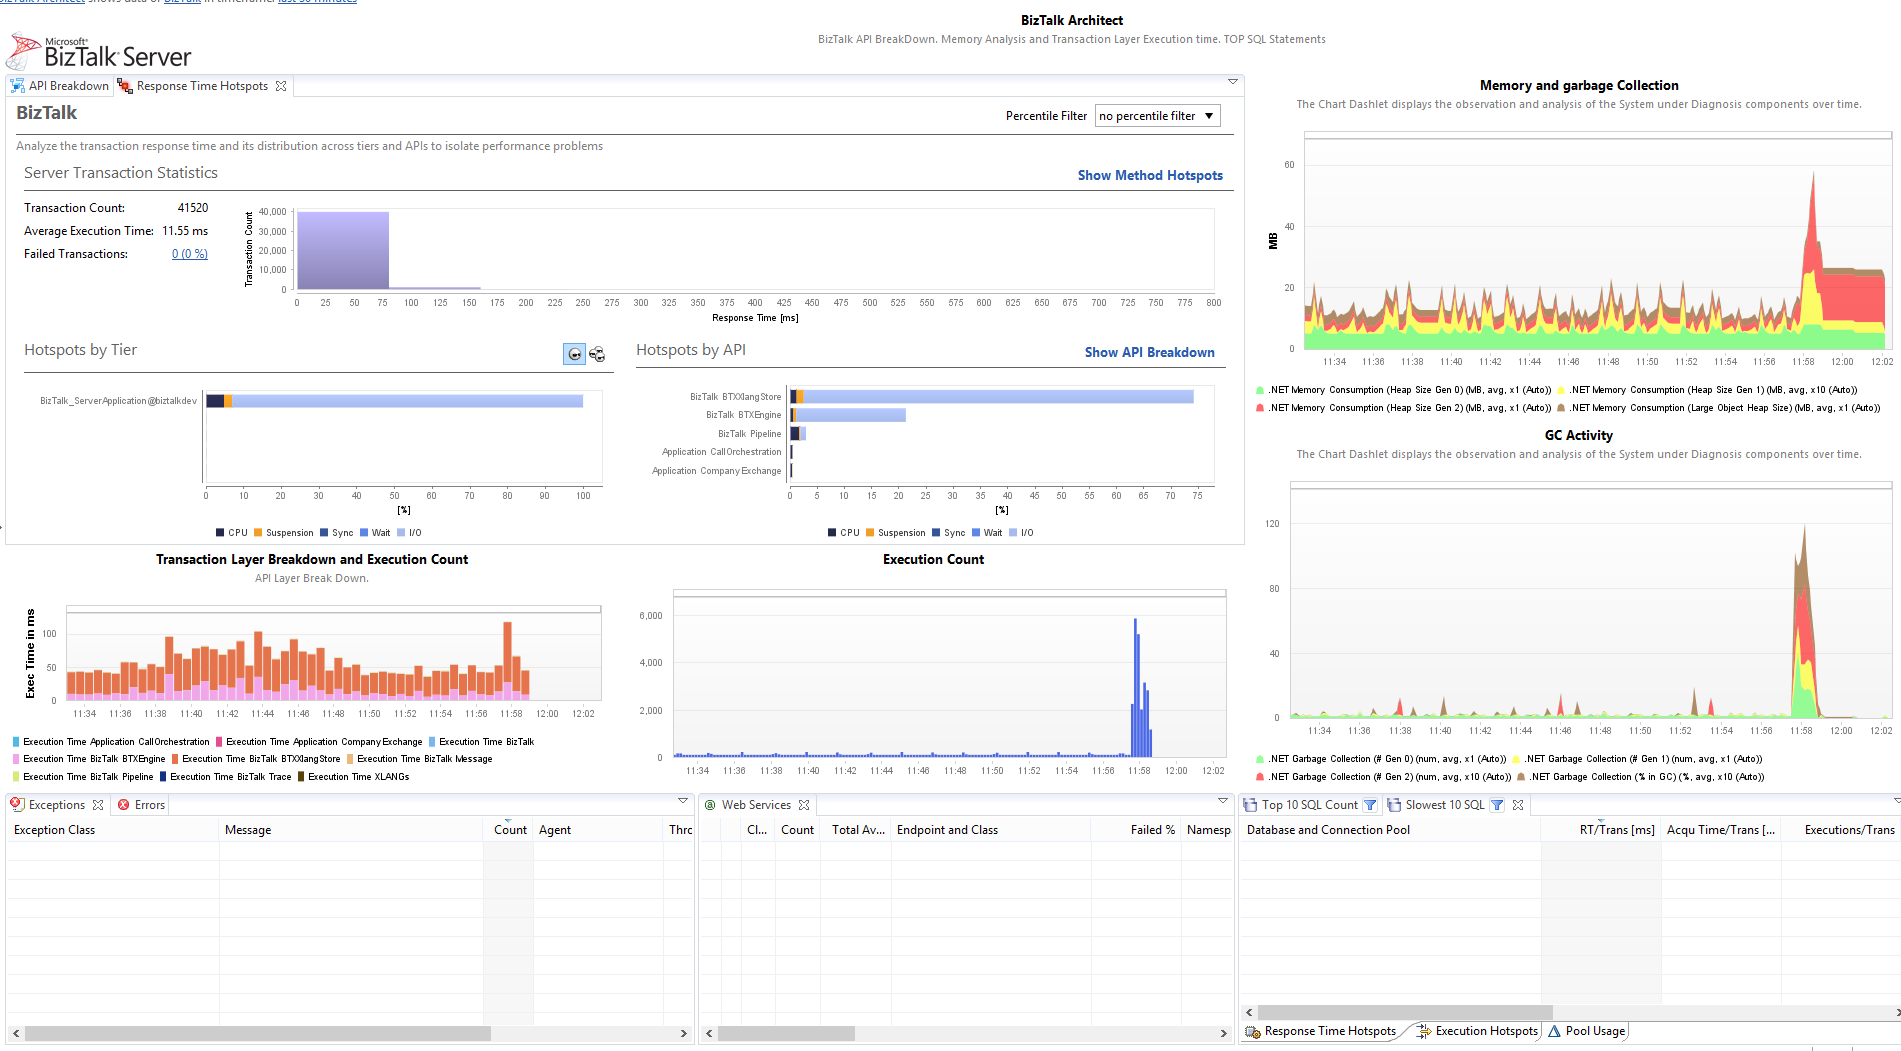 BizTalk Architect shows data of BizTalk in timeframe: last 30 minutes
BizTalk Architect
BizTalk API BreakDown. Memory Analysis and Transaction Layer Execution time. TOP SQL Statements
Microsoft®
BizTalk Server
API Breakdown Response Time Hotspots
BizTalk
Percentile Filter no percentile filter
Analyze the transaction response time and its distribution across tiers and APIs to isolate performance problems
Server Transaction Statistics
Show Method Hotspots
Transaction Count: 41520
Average Execution Time: 11.55 ms
Failed Transactions: 0 (0 %)
Transaction Count
40,000
30,000
20,000
10,000
0
0 25 50 75 100 125 150 175 200 225 250 275 300 325 350 375 400 425 450 475 500 525 550 575 600 625 650 675 700 725 750 775 800
Response Time [ms]
Hotspots by Tier
BizTalk_ServerApplication@biztalkdev
0 10 20 30 40 50 60 70 80 90 100
[%]
CPU Suspension Sync Wait I/O
Hotspots by API
Show API Breakdown
BizTalk BTXXlangStore
BizTalk BTXEngine
BizTalk Pipeline
Application CallOrchestration
Application CompanyExchange
0 5 10 15 20 25 30 35 40 45 50 55 60 65 70 75
[%]
CPU Suspension Sync Wait I/O
Memory and garbage Collection
The Chart Dashlet displays the observation and analysis of the System under Diagnosis components over time.
MB
60
40
20
0
11:34 11:36 11:38 11:40 11:42 11:44 11:46 11:48 11:50 11:52 11:54 11:56 11:58 12:00 12:02
.NET Memory Consumption (Heap Size Gen 0) (MB, avg, x1 (Auto)) .NET Memory Consumption (Heap Size Gen 1) (MB, avg, x10 (Auto))
.NET Memory Consumption (Heap Size Gen 2) (MB, avg, x1 (Auto)) .NET Memory Consumption (Large Object Heap Size) (MB, avg, x1 (Auto))
GC Activity
The Chart Dashlet displays the observation and analysis of the System under Diagnosis components over time.
120
80
40
0
11:34 11:36 11:38 11:40 11:42 11:44 11:46 11:48 11:50 11:52 11:54 11:56 11:58 12:00 12:02
.NET Garbage Collection (# Gen 0) (num, avg, x1 (Auto)) .NET Garbage Collection (# Gen 1) (num, avg, x1 (Auto))
.NET Garbage Collection (# Gen 2) (num, avg, x10 (Auto)) .NET Garbage Collection (% in GC) (%, avg, x10 (Auto))
Transaction Layer Breakdown and Execution Count
API Layer Break Down.
Exec Time in ms
100
50
0
11:34 11:36 11:38 11:40 11:42 11:44 11:46 11:48 11:50 11:52 11:54 11:56 11:58 12:00 12:02
Execution Time Application CallOrchestration Execution Time Application CompanyExchange Execution Time BizTalk
Execution Time BizTalk BTXEngine Execution Time BizTalk BTXXlangStore Execution Time BizTalk Message
Execution Time BizTalk Pipeline Execution Time BizTalk Trace Execution Time XLANGs
Execution Count
6,000
4,000
2,000
0
11:34 11:36 11:38 11:40 11:42 11:44 11:46 11:48 11:50 11:52 11:54 11:56 11:58 12:00 12:02
Exceptions Errors
Exception Class Message Count Agent Thrc
Web Services
Cl... Count Total Av... Endpoint and Class Failed % Namesp
Top 10 SQL Count Slowest 10 SQL
Database and Connection Pool RT/Trans [ms] Acqu Time/Trans [... Executions/Trans
Response Time Hotspots Execution Hotspots Pool Usage